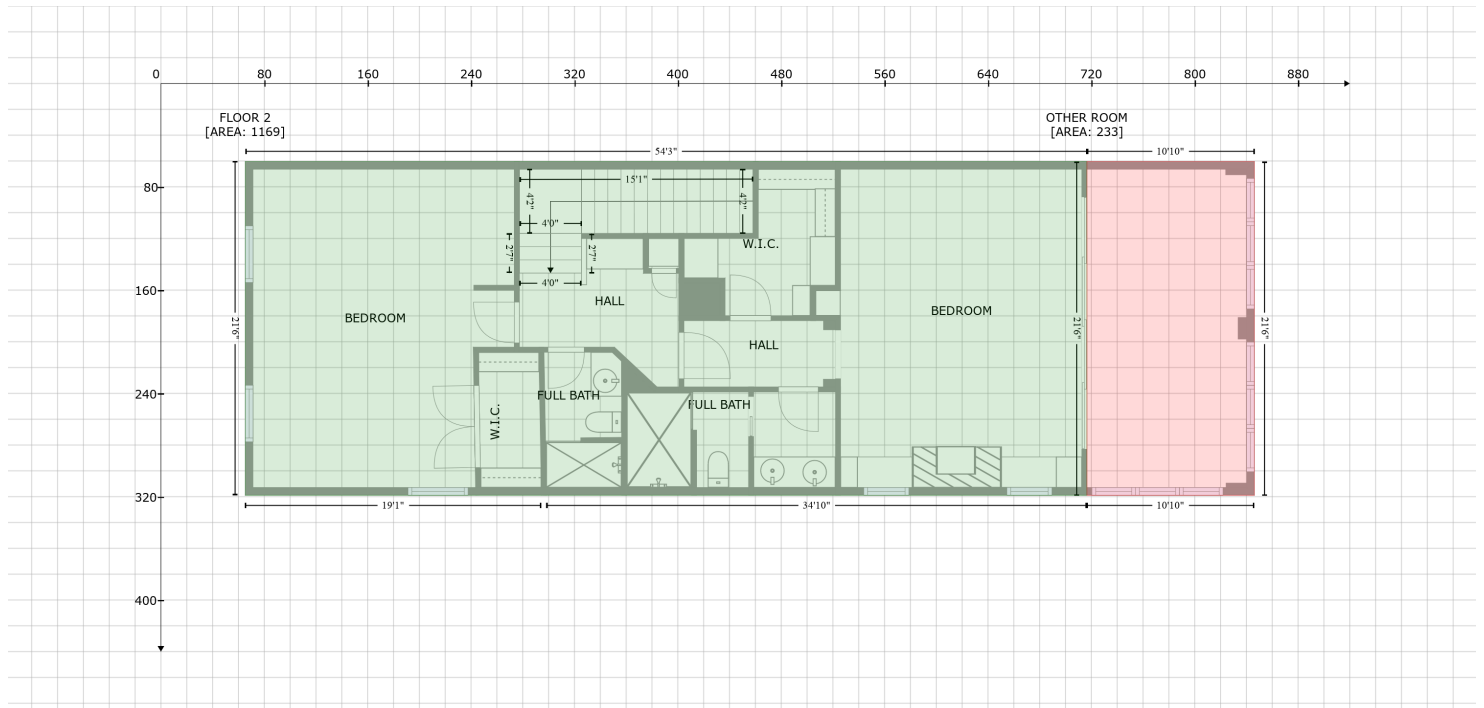 0 80 160 240 320 400 480 560 640 720 800 880
FLOOR 2
[AREA: 1169]
OTHER ROOM
[AREA: 233]
54'3" 10'10"
80
160
240
320
400
15'1"
4'2"
4'2"
4'0"
2'7"
2'7"
4'0"
W.I.C.
HALL
BEDROOM
BEDROOM
21'6"
21'6"
21'6"
HALL
FULL BATH
FULL BATH
W.I.C.
19'1" 34'10" 10'10"